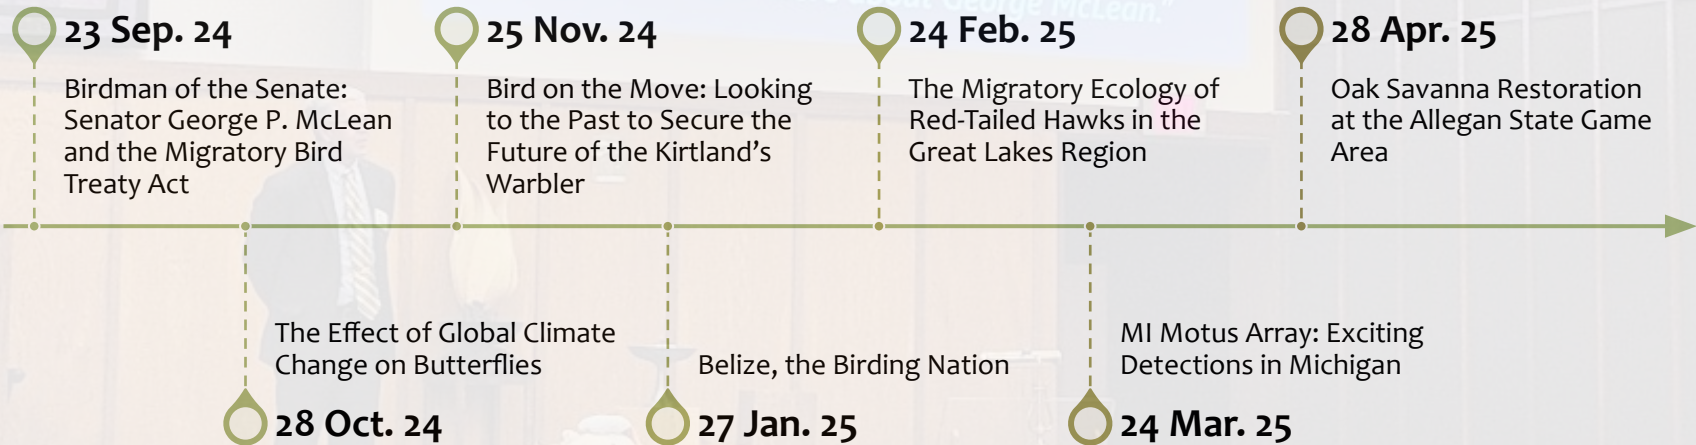 about George McLean."
23 Sep. 24
Birdman of the Senate:
Senator George P. McLean
and the Migratory Bird
Treaty Act
28 Oct. 24
The Effect of Global Climate
Change on Butterflies
25 Nov. 24
Bird on the Move: Looking
to the Past to Secure the
Future of the Kirtland’s
Warbler
27 Jan. 25
Belize, the Birding Nation
24 Feb. 25
The Migratory Ecology of
Red-Tailed Hawks in the
Great Lakes Region
24 Mar. 25
MI Motus Array: Exciting
Detections in Michigan
28 Apr. 25
Oak Savanna Restoration
at the Allegan State Game
Area